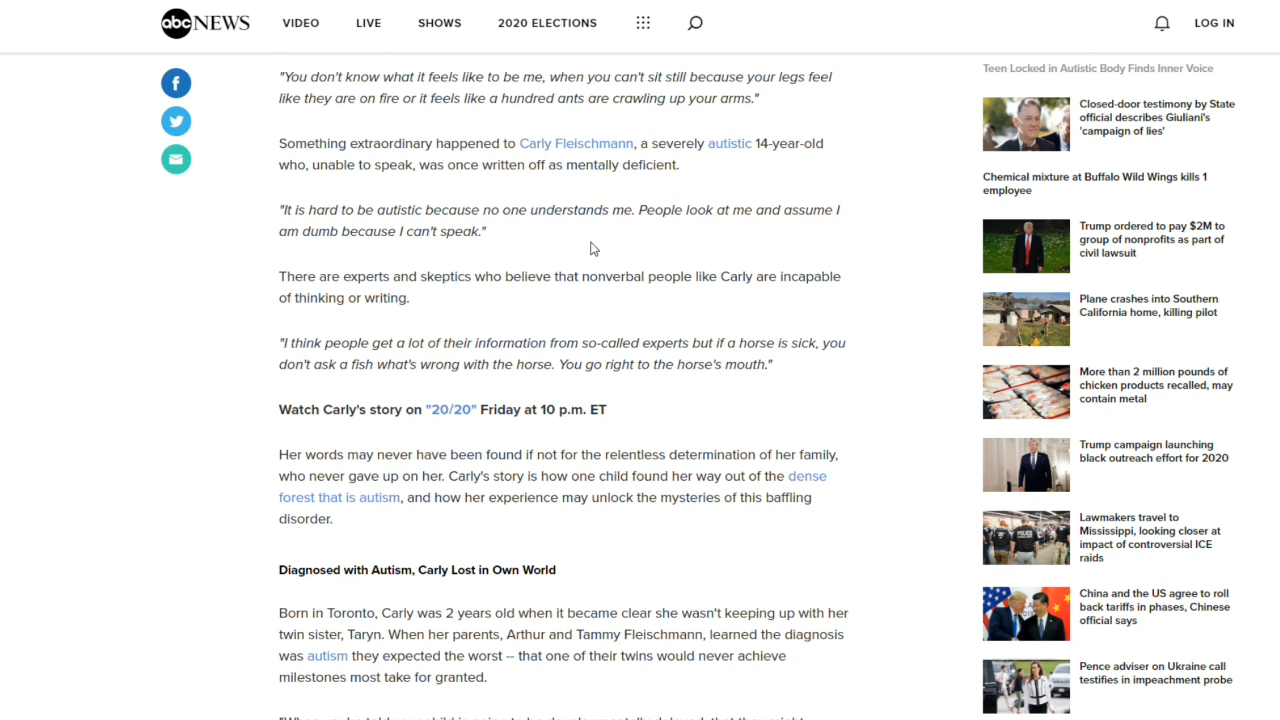 abc NEWS VIDEO LIVE SHOWS 2020 ELECTIONS LOG IN
"You don't know what it feels like to be me, when you can't sit still because your legs feel
like they are on fire or it feels like a hundred ants are crawling up your arms."
Something extraordinary happened to Carly Fleischmann, a severely autistic 14-year-old
who, unable to speak, was once written off as mentally deficient.
"It is hard to be autistic because no one understands me. People look at me and assume I
am dumb because I can't speak."
There are experts and skeptics who believe that nonverbal people like Carly are incapable
of thinking or writing.
"I think people get a lot of their information from so-called experts but if a horse is sick, you
don't ask a fish what's wrong with the horse. You go right to the horse's mouth."
Watch Carly's story on "20/20" Friday at 10 p.m. ET
Her words may never have been found if not for the relentless determination of her family,
who never gave up on her. Carly's story is how one child found her way out of the dense
forest that is autism, and how her experience may unlock the mysteries of this baffling
disorder.
Diagnosed with Autism, Carly Lost in Own World
Born in Toronto, Carly was 2 years old when it became clear she wasn't keeping up with her
twin sister, Taryn. When her parents, Arthur and Tammy Fleischmann, learned the diagnosis
was autism they expected the worst -- that one of their twins would never achieve
milestones most take for granted.
Teen Locked in Autistic Body Finds Inner Voice
Closed-door testimony by State
official describes Giuliani's
'campaign of lies'
Chemical mixture at Buffalo Wild Wings kills 1
employee
Trump ordered to pay $2M to
group of nonprofits as part of
civil lawsuit
Plane crashes into Southern
California home, killing pilot
More than 2 million pounds of
chicken products recalled, may
contain metal
Trump campaign launching
black outreach effort for 2020
Lawmakers travel to
Mississippi, looking closer at
impact of controversial ICE
raids
China and the US agree to roll
back tariffs in phases, Chinese
official says
Pence adviser on Ukraine call
testifies in impeachment probe